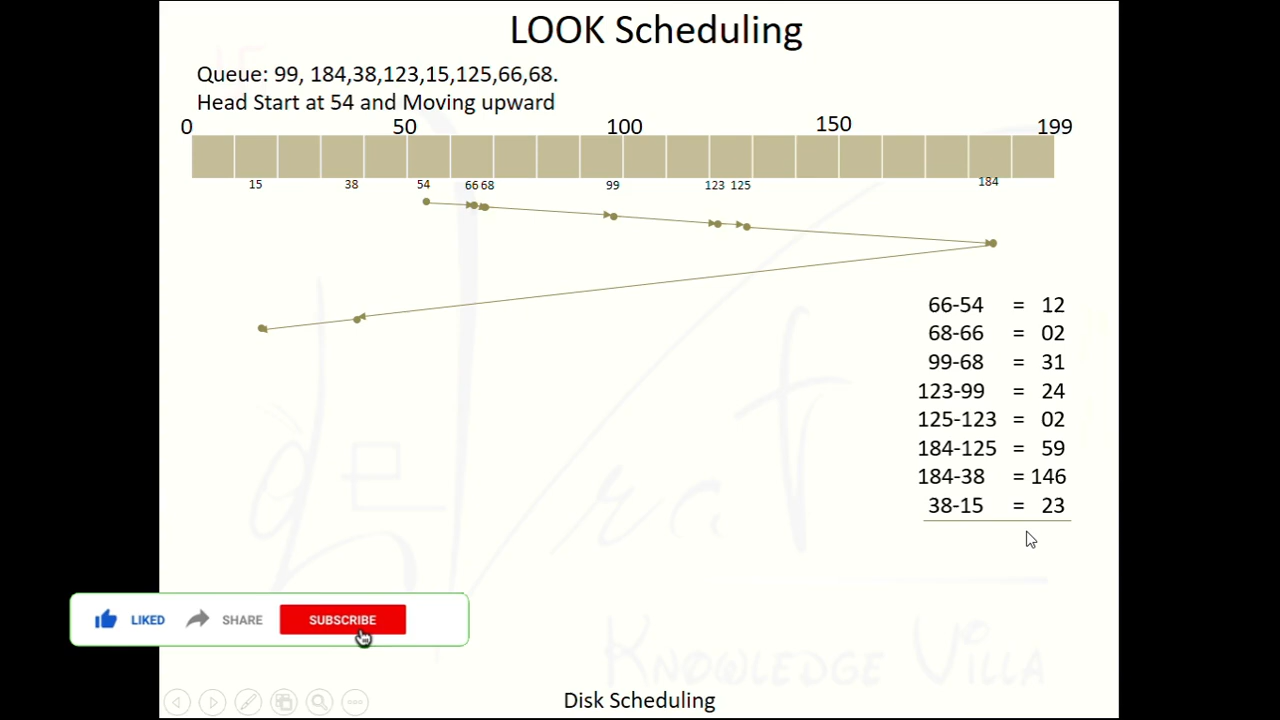 LOOK Scheduling
Queue: 99, 184,38,123,15,125,66,68.
Head Start at 54 and Moving upward
0 50 100 150 199
15 38 54 66 68 99 123 125 184
66-54 = 12
68-66 = 02
99-68 = 31
123-99 = 24
125-123 = 02
184-125 = 59
184-38 = 146
38-15 = 23
LIKED SHARE SUBSCRIBE
KNOWLEDGE VILLA
Disk Scheduling